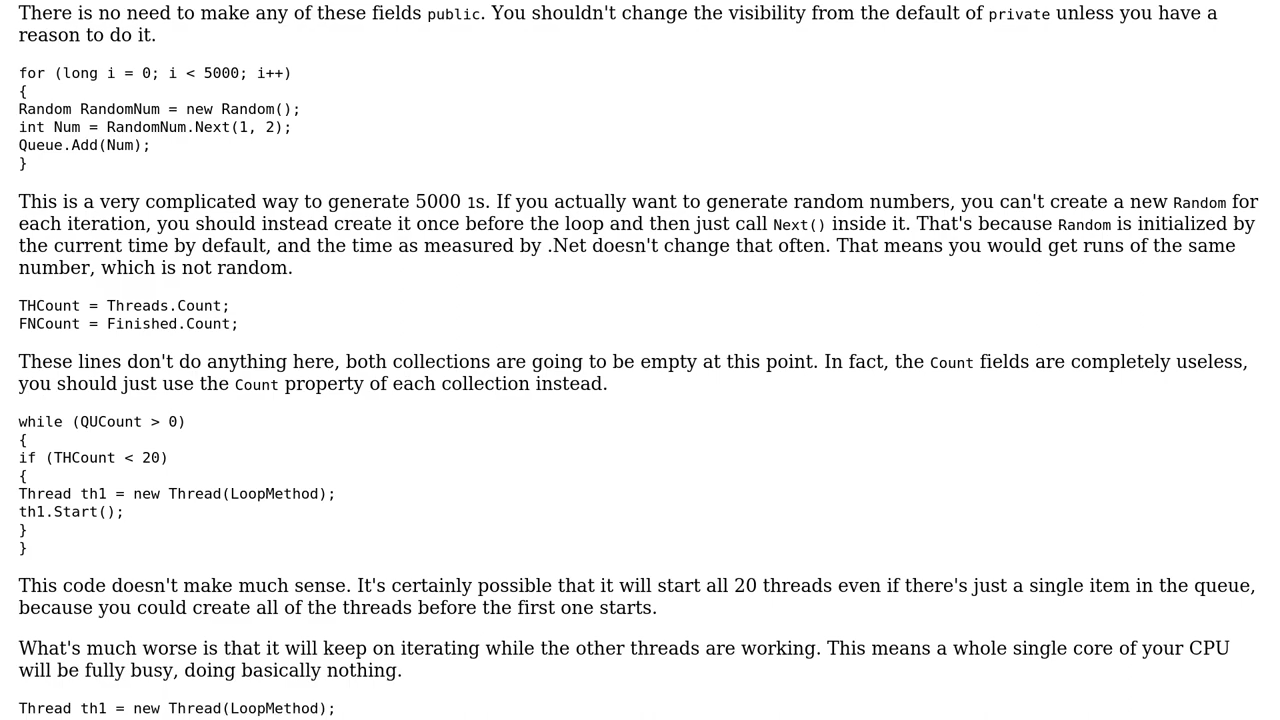 There is no need to make any of these fields public. You shouldn't change the visibility from the default of private unless you have a
reason to do it.
for (long i = 0; i < 5000; i++)
{
Random RandomNum = new Random();
int Num = RandomNum.Next(1, 2);
Queue.Add(Num);
}
This is a very complicated way to generate 5000 1s. If you actually want to generate random numbers, you can't create a new Random for
each iteration, you should instead create it once before the loop and then just call Next() inside it. That's because Random is initialized by
the current time by default, and the time as measured by .Net doesn't change that often. That means you would get runs of the same
number, which is not random.
THCount = Threads.Count;
FNCount = Finished.Count;
These lines don't do anything here, both collections are going to be empty at this point. In fact, the Count fields are completely useless,
you should just use the Count property of each collection instead.
while (QUCount > 0)
{
if (THCount < 20)
{
Thread th1 = new Thread(LoopMethod);
th1.Start();
}
}
This code doesn't make much sense. It's certainly possible that it will start all 20 threads even if there's just a single item in the queue,
because you could create all of the threads before the first one starts.
What's much worse is that it will keep on iterating while the other threads are working. This means a whole single core of your CPU
will be fully busy, doing basically nothing.
Thread th1 = new Thread(LoopMethod);